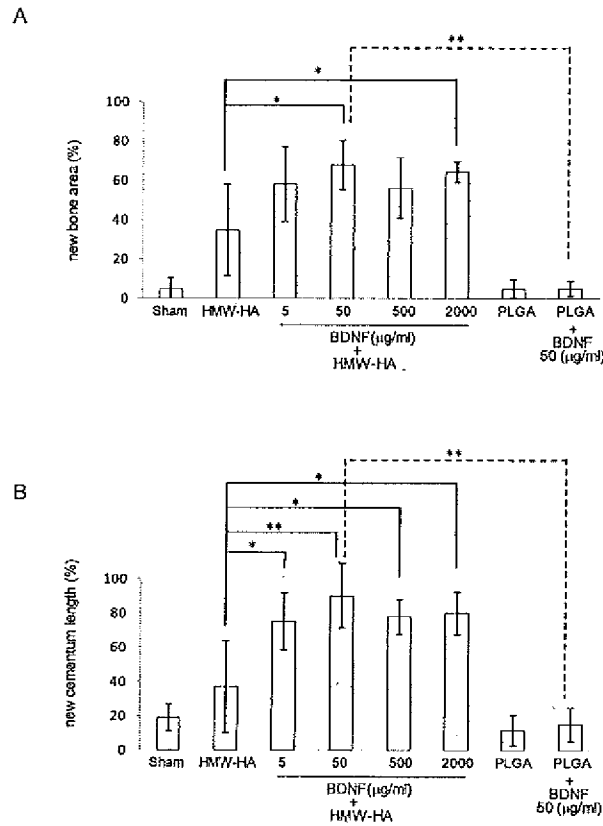 A
**
*
*
100
80
60
40
20
0
new bone area (%)
Sham HMW-HA 5 50 500 2000 PLGA PLGA
BDNF(µg/ml)
+
HMW-HA
+
BDNF
50 (µg/ml)
B
**
*
*
**
*
100
80
60
40
20
0
new cementum length (%)
Sham HMW-HA 5 50 500 2000 PLGA PLGA
BDNF(µg/ml)
+
HMW-HA
+
BDNF
50 (µg/ml)